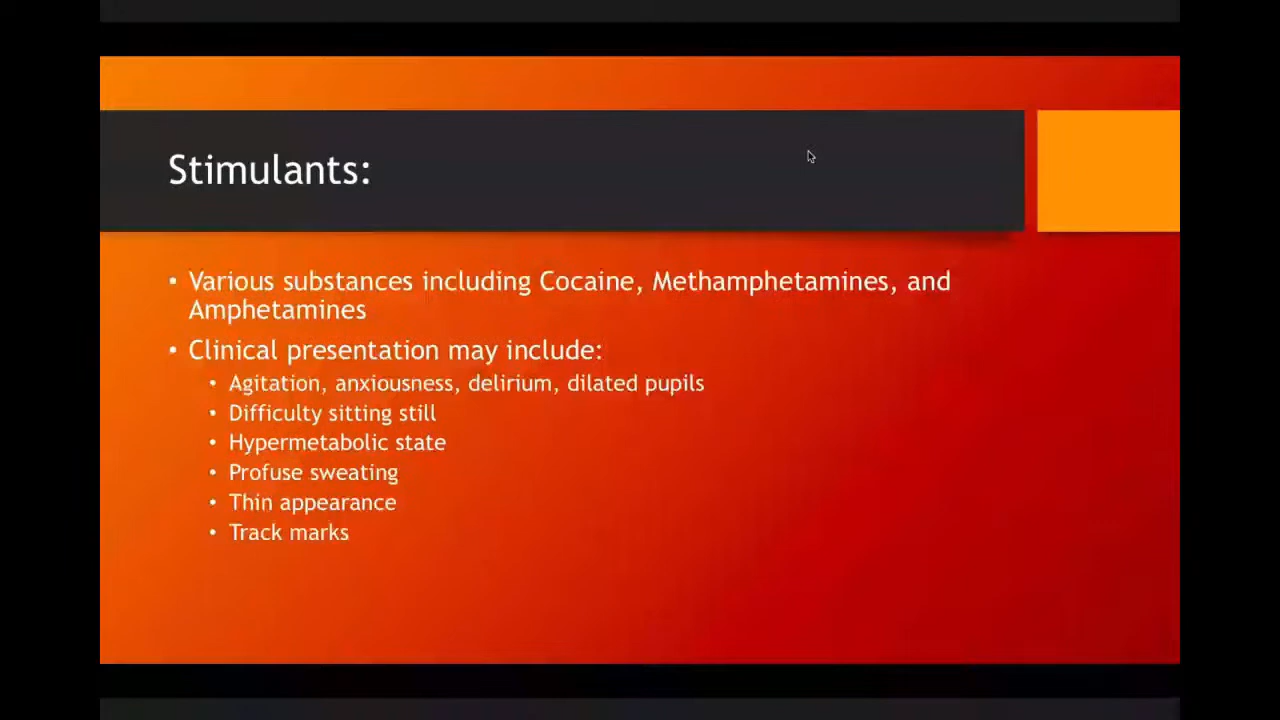 Stimulants:
• Various substances including Cocaine, Methamphetamines, and
Amphetamines
• Clinical presentation may include:
• Agitation, anxiousness, delirium, dilated pupils
• Difficulty sitting still
• Hypermetabolic state
• Profuse sweating
• Thin appearance
• Track marks